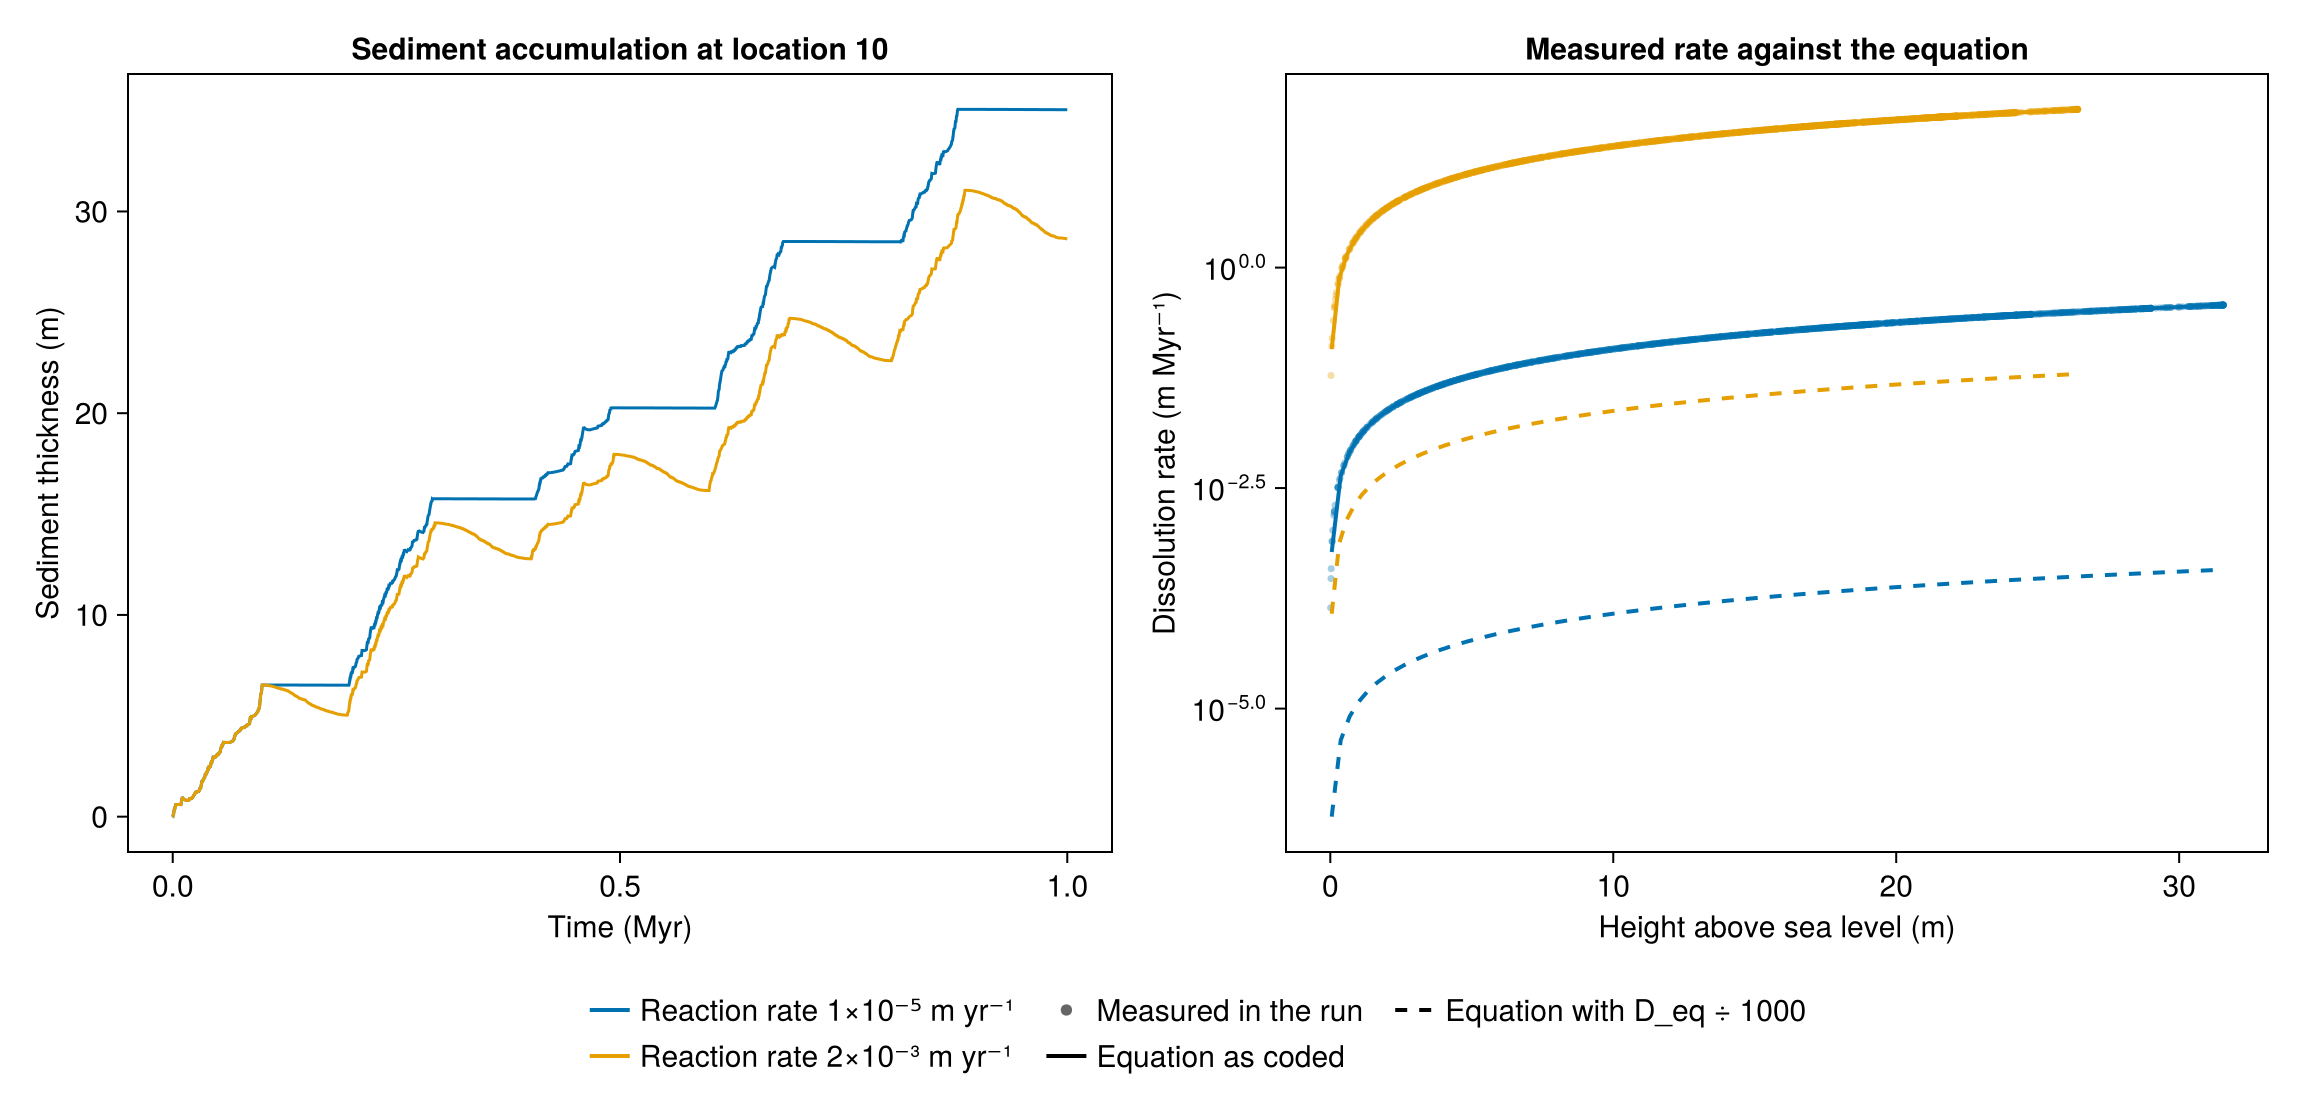 Sediment accumulation at location 10
Sediment thickness (m)
30
20
10
0
0.0 0.5 1.0
Time (Myr)
Measured rate against the equation
Dissolution rate (m Myr⁻¹)
10⁰·⁰
10⁻²·⁵
10⁻⁵·⁰
0 10 20 30
Height above sea level (m)
Reaction rate 1×10⁻⁵ m yr⁻¹ Measured in the run Equation with D_eq ÷ 1000
Reaction rate 2×10⁻³ m yr⁻¹ Equation as coded